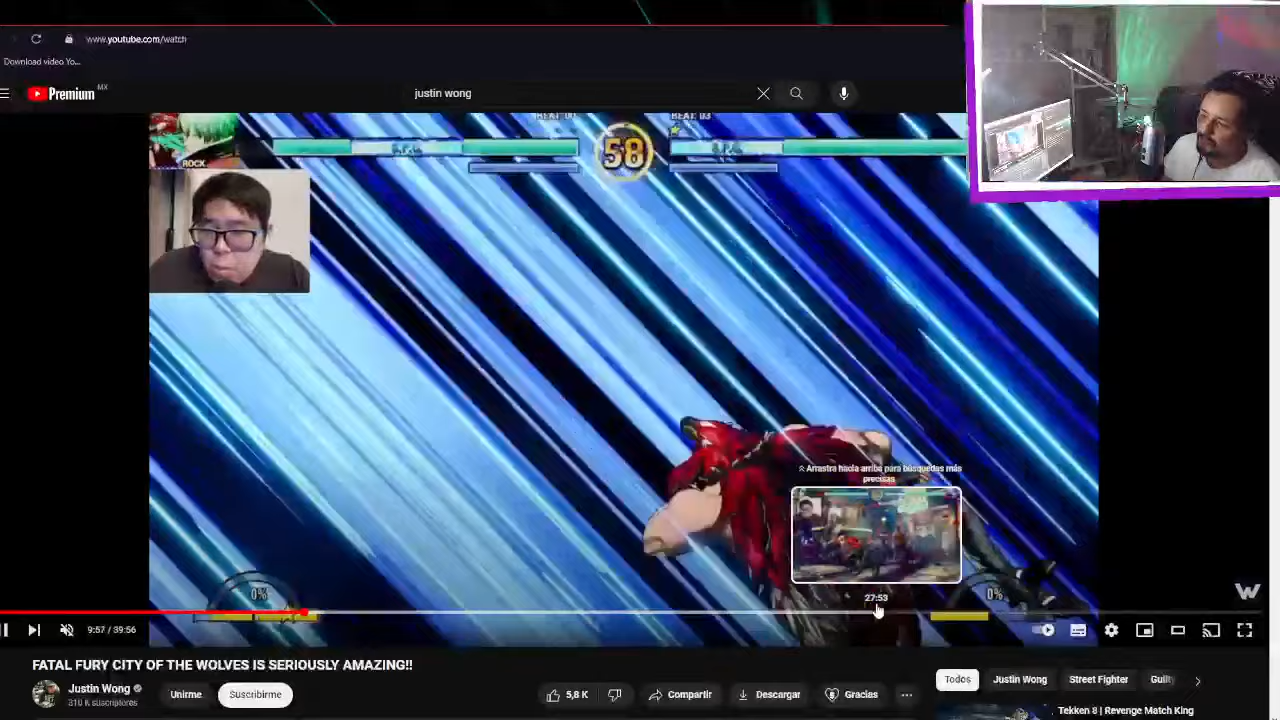 www.youtube.com/watch
Download video Yo...
Premium MX
justin wong
BEAT: 03
58
ROCK
Arrastra hacia arriba para búsquedas más
precisas
27:53
0%
0%
W
9:57 / 39:56
FATAL FURY CITY OF THE WOLVES IS SERIOUSLY AMAZING!!
Justin Wong
310 K suscriptores
Unirme
Suscribirme
5,8 K
Compartir
Descargar
Gracias
Todos
Justin Wong
Street Fighter
Guilty
Tekken 8 | Revenge Match King